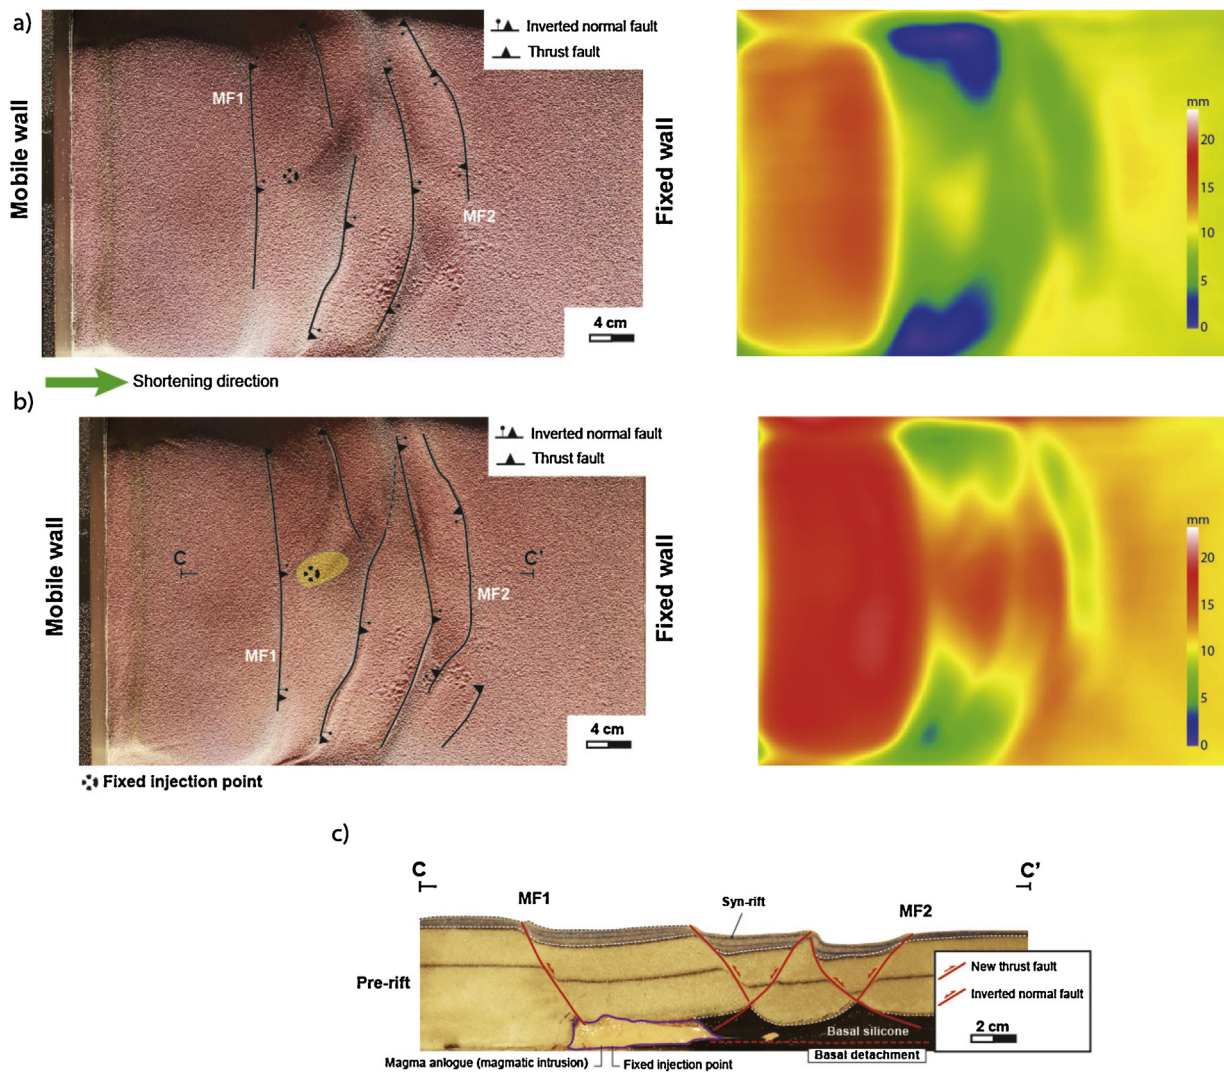 a)
Inverted normal fault
Thrust fault
MF1
MF2
Mobile wall
Fixed wall
4 cm
mm
20
15
10
5
0
Shortening direction
b)
Inverted normal fault
Thrust fault
C
C'
MF1
MF2
Mobile wall
Fixed wall
4 cm
mm
20
15
10
5
0
Fixed injection point
c)
C
C'
MF1
Syn-rift
MF2
Pre-rift
New thrust fault
Inverted normal fault
2 cm
Basal silicone
Basal detachment
Magma anlogue (magmatic intrusion)
Fixed injection point